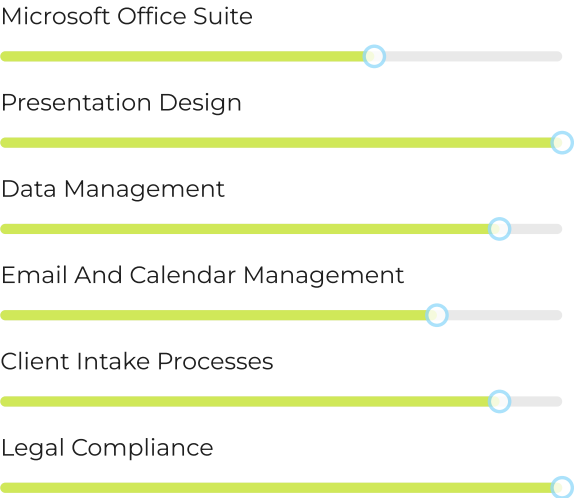 Microsoft Office Suite
Presentation Design
Data Management
Email And Calendar Management
Client Intake Processes
Legal Compliance